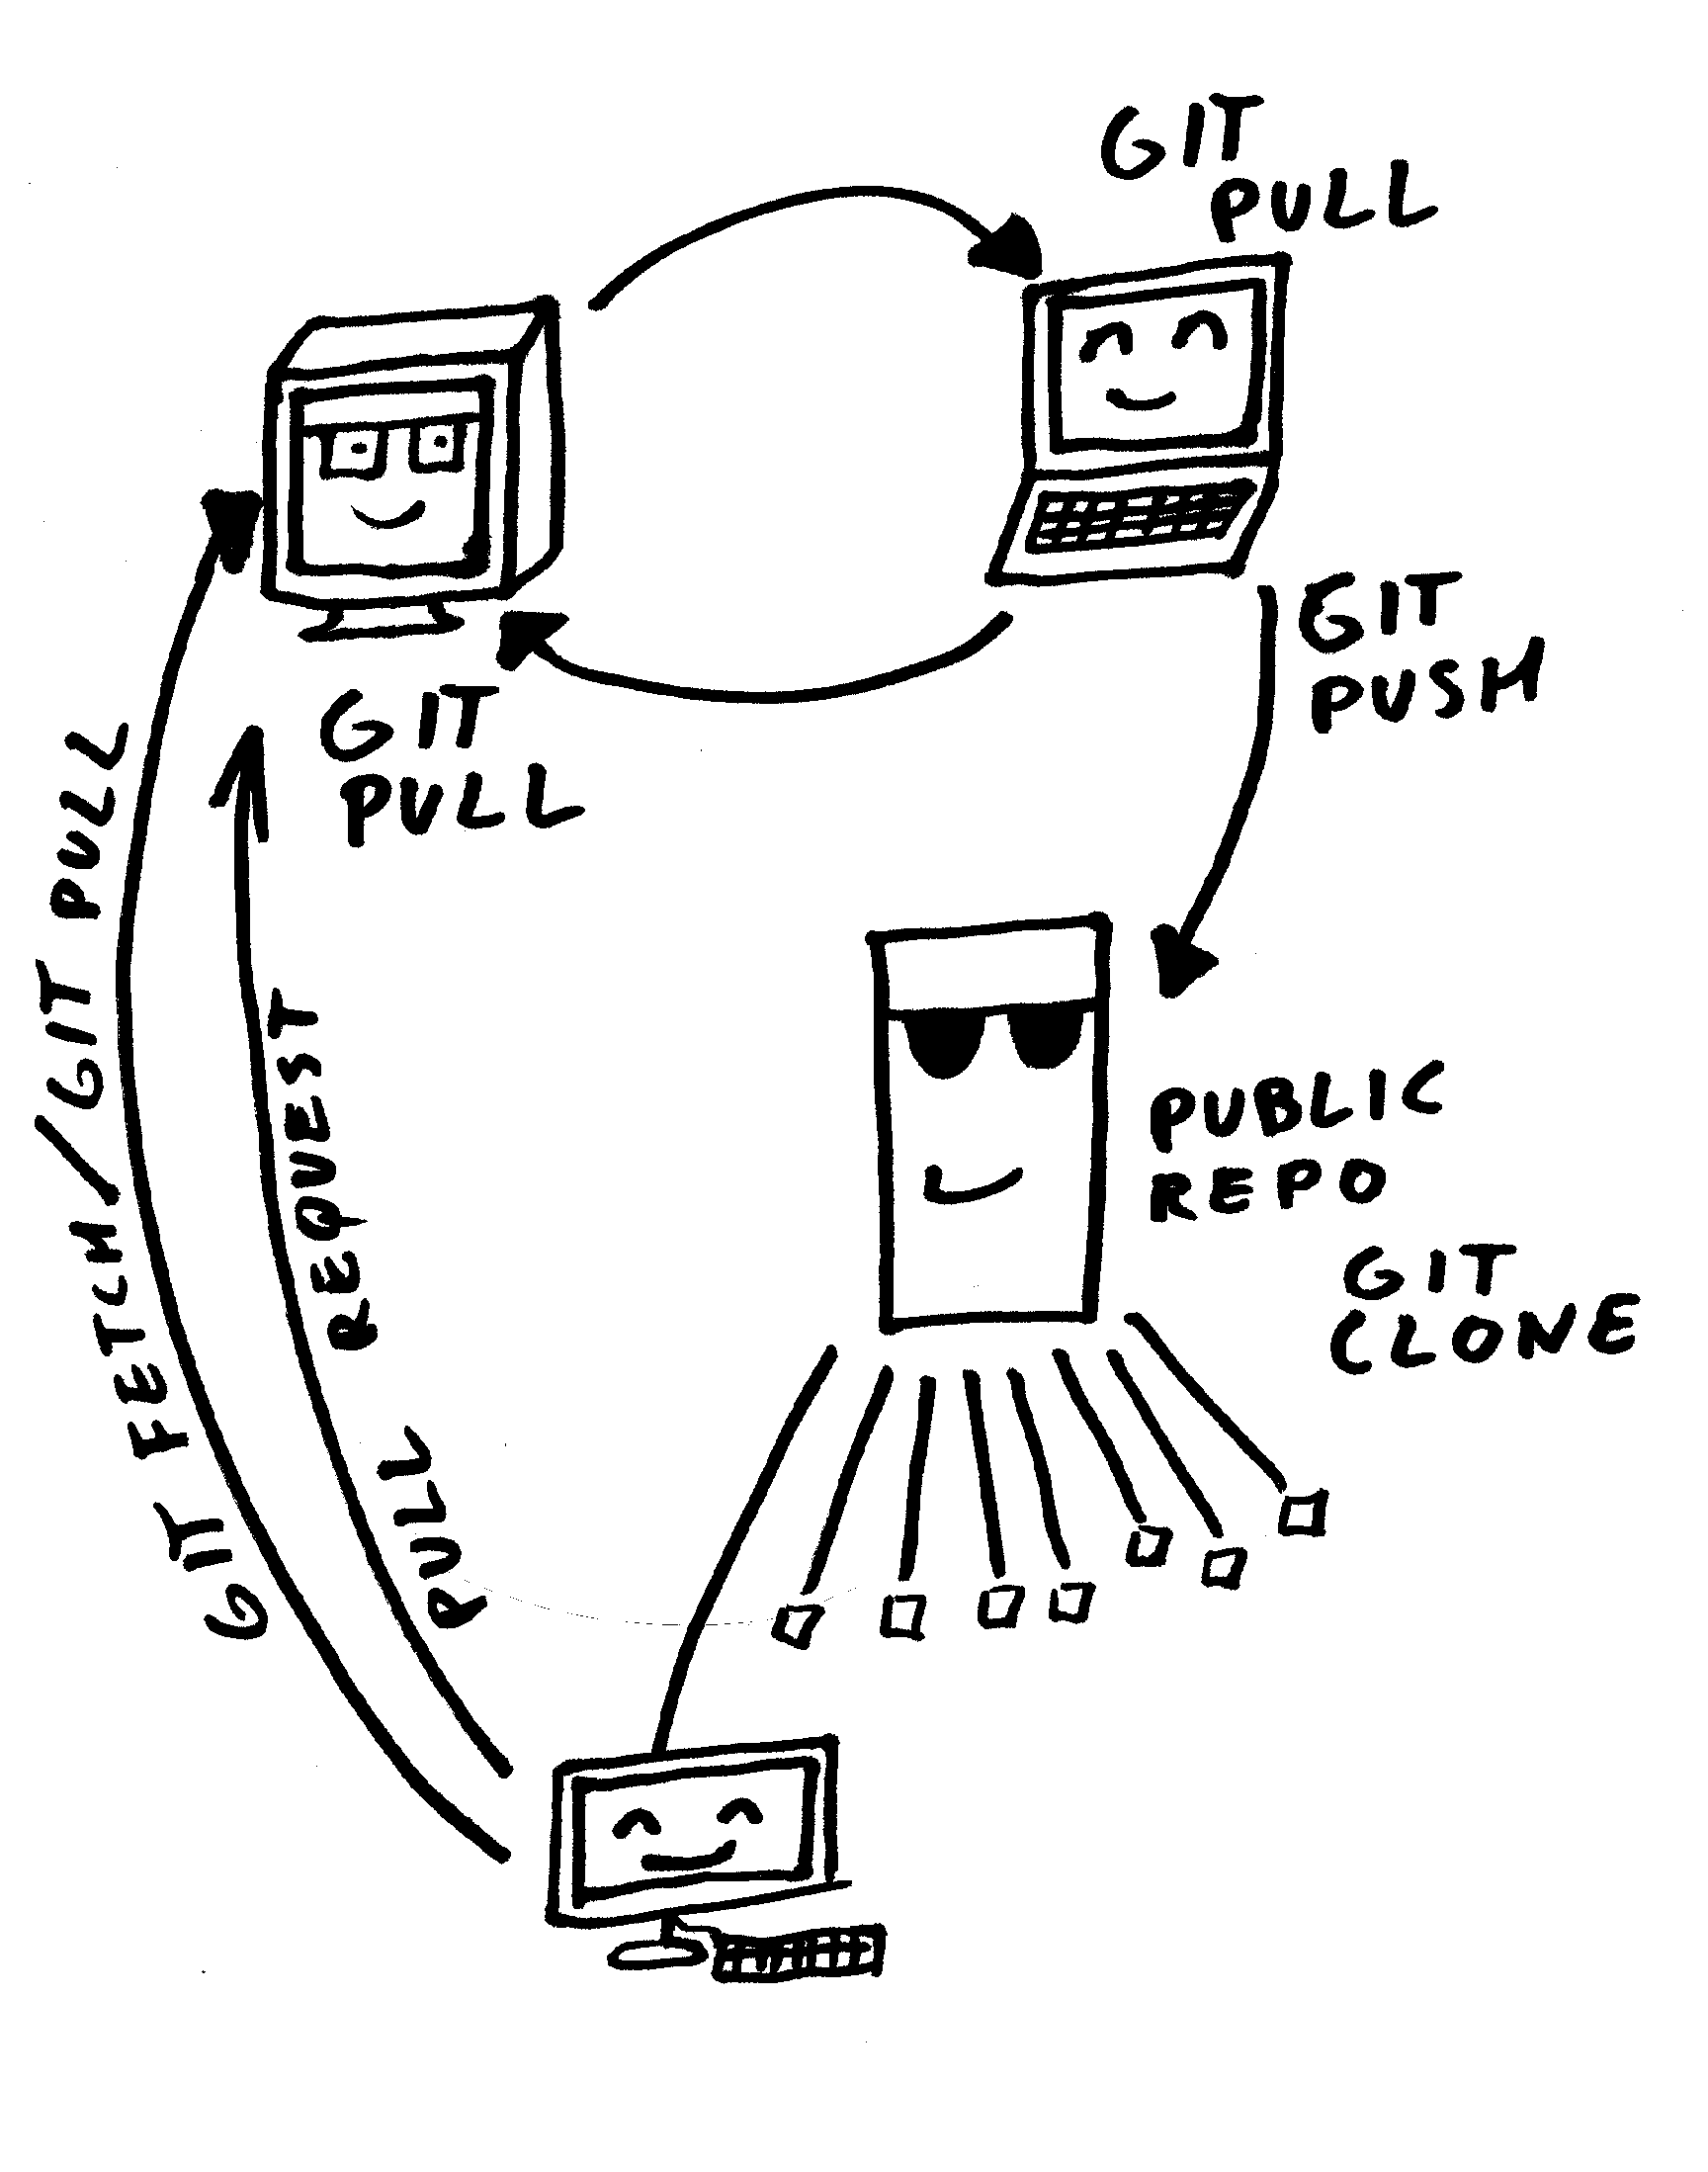 GIT
PULL
GIT
PUSH
GIT
PULL
GIT FETCH/GIT PULL
PULL REQUEST
PUBLIC
REPO
GIT
CLONE